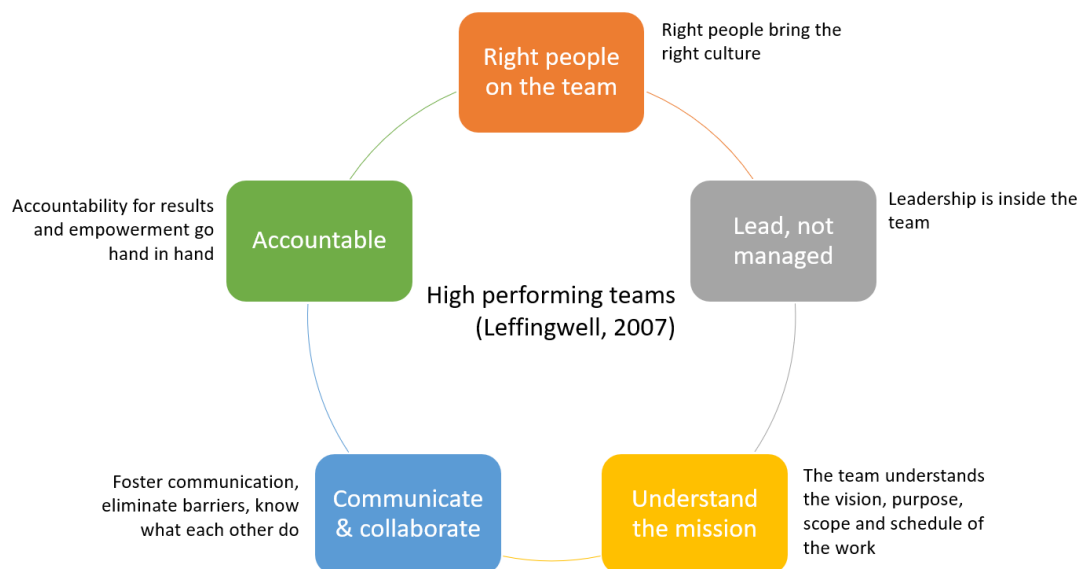 Right people
on the team
Right people bring the
right culture
Lead, not
managed
Leadership is inside the
team
Understand
the mission
The team understands
the vision, purpose,
scope and schedule of
the work
Communicate
& collaborate
Foster communication,
eliminate barriers, know
what each other do
Accountable
Accountability for results
and empowerment go
hand in hand
High performing teams
(Leffingwell, 2007)